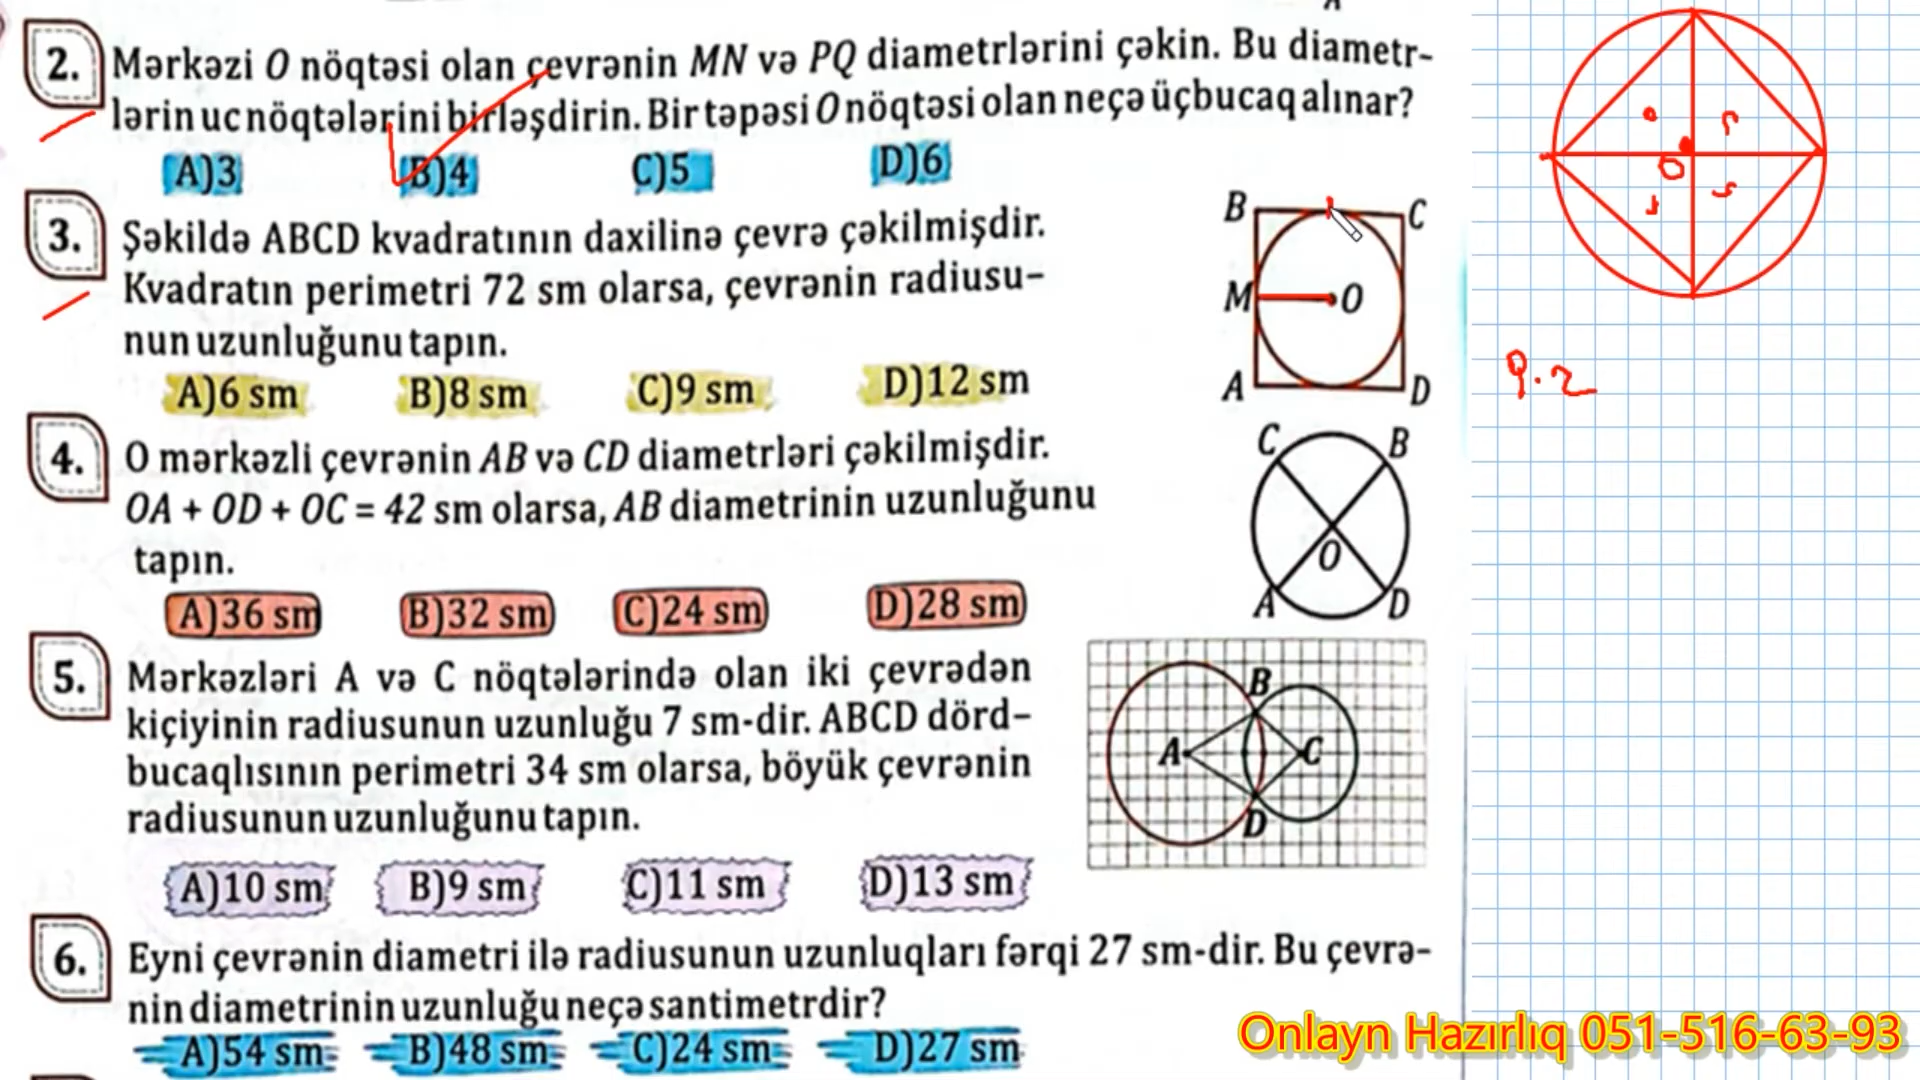 2. Mərkəzi O nöqtəsi olan çevrənin MN və PQ diametrlərini çəkin. Bu diametr-
lərin uc nöqtələrini birləşdirin. Bir təpəsi O nöqtəsi olan neçə üçbucaq alınar?
A)3 B)4 C)5 D)6
3. Şəkildə ABCD kvadratının daxilinə çevrə çəkilmişdir.
Kvadratın perimetri 72 sm olarsa, çevrənin radiusu-
nun uzunluğunu tapın.
A)6 sm B)8 sm C)9 sm D)12 sm
B C
M O
A D
4. O mərkəzli çevrənin AB və CD diametrləri çəkilmişdir.
OA + OD + OC = 42 sm olarsa, AB diametrinin uzunluğunu
tapın.
A)36 sm B)32 sm C)24 sm D)28 sm
C B
O
A D
5. Mərkəzləri A və C nöqtələrində olan iki çevrədən
kiçiyinin radiusunun uzunluğu 7 sm-dir. ABCD dörd-
bucaqlısının perimetri 34 sm olarsa, böyük çevrənin
radiusunun uzunluğunu tapın.
A)10 sm B)9 sm C)11 sm D)13 sm
B
A C
D
6. Eyni çevrənin diametri ilə radiusunun uzunluqları fərqi 27 sm-dir. Bu çevrə-
nin diametrinin uzunluğu neçə santimetrdir?
A)54 sm B)48 sm C)24 sm D)27 sm
O
Onlayn Hazırlıq 051-516-63-93